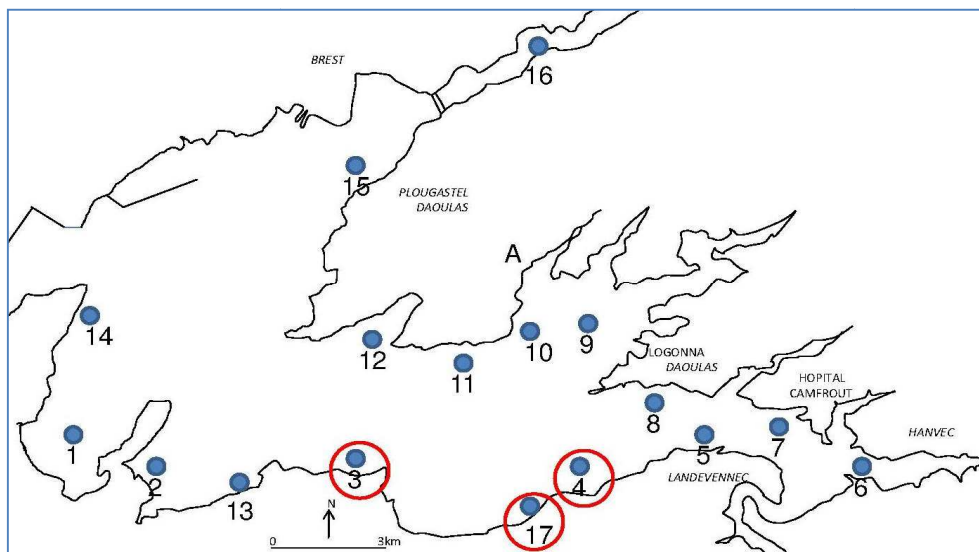 16
BREST
15
PLOUGASTEL
DAOULAS
A
14
12
10
9
11
LOGONNA
DAOULAS
HOPITAL
CAMFROUT
8
1
5
7
HANVEC
2
3
4
6
LANDEVENNEC
13
N
17
0 3km